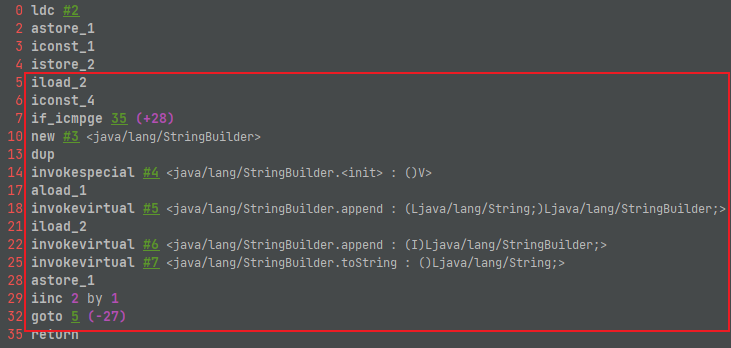 0 ldc #2
2 astore_1
3 iconst_1
4 istore_2
5 iload_2
6 iconst_4
7 if_icmpge 35 (+28)
10 new #3 <java/lang/StringBuilder>
13 dup
14 invokespecial #4 <java/lang/StringBuilder.<init> : ()V>
17 aload_1
18 invokevirtual #5 <java/lang/StringBuilder.append : (Ljava/lang/String;)Ljava/lang/StringBuilder;>
21 iload_2
22 invokevirtual #6 <java/lang/StringBuilder.append : (I)Ljava/lang/StringBuilder;>
25 invokevirtual #7 <java/lang/StringBuilder.toString : ()Ljava/lang/String;>
28 astore_1
29 iinc 2 by 1
32 goto 5 (-27)
35 return